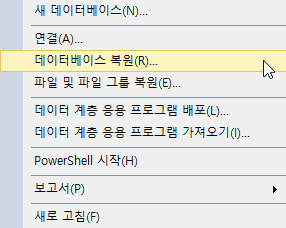 새 데이터베이스(N)...
연결(A)...
데이터베이스 복원(R)...
파일 및 파일 그룹 복원(E)...
데이터 계층 응용 프로그램 배포(L)...
데이터 계층 응용 프로그램 가져오기(I)...
PowerShell 시작(H)
보고서(P)
새로 고침(F)